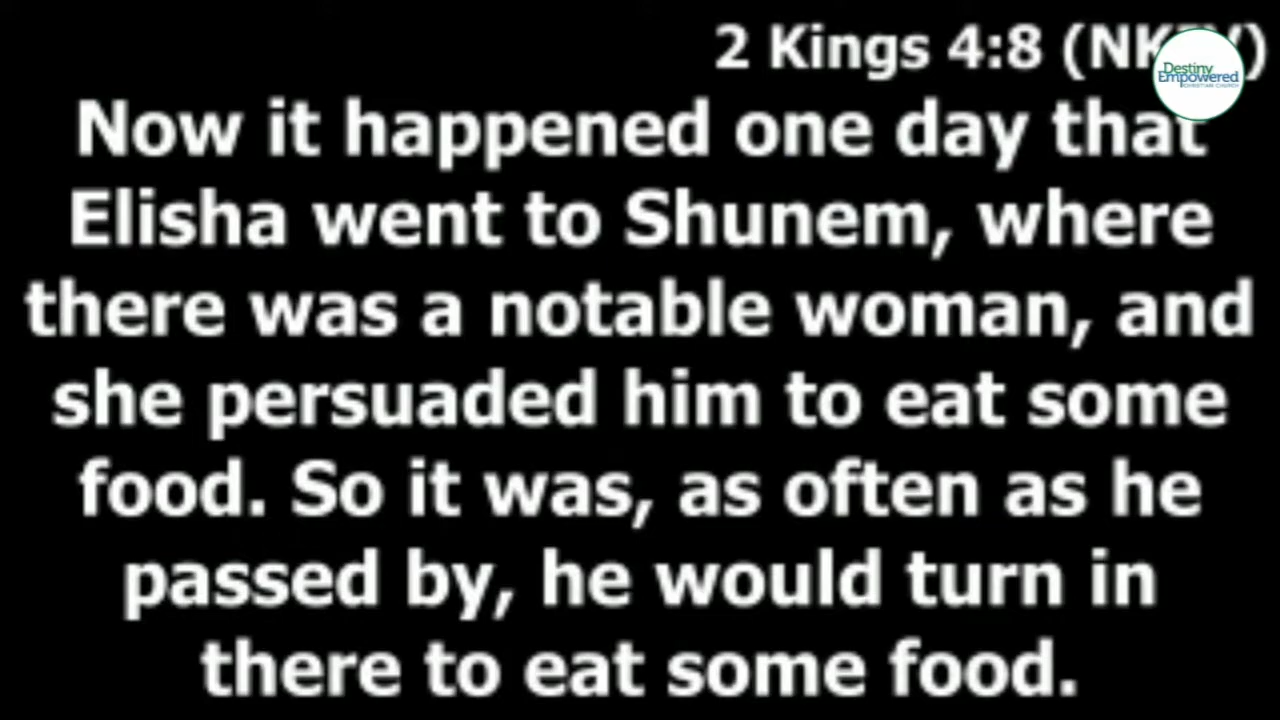 2 Kings 4:8 (NKJV)
Destiny
Empowered
CHRISTIAN CHURCH
Now it happened one day that
Elisha went to Shunem, where
there was a notable woman, and
she persuaded him to eat some
food. So it was, as often as he
passed by, he would turn in
there to eat some food.